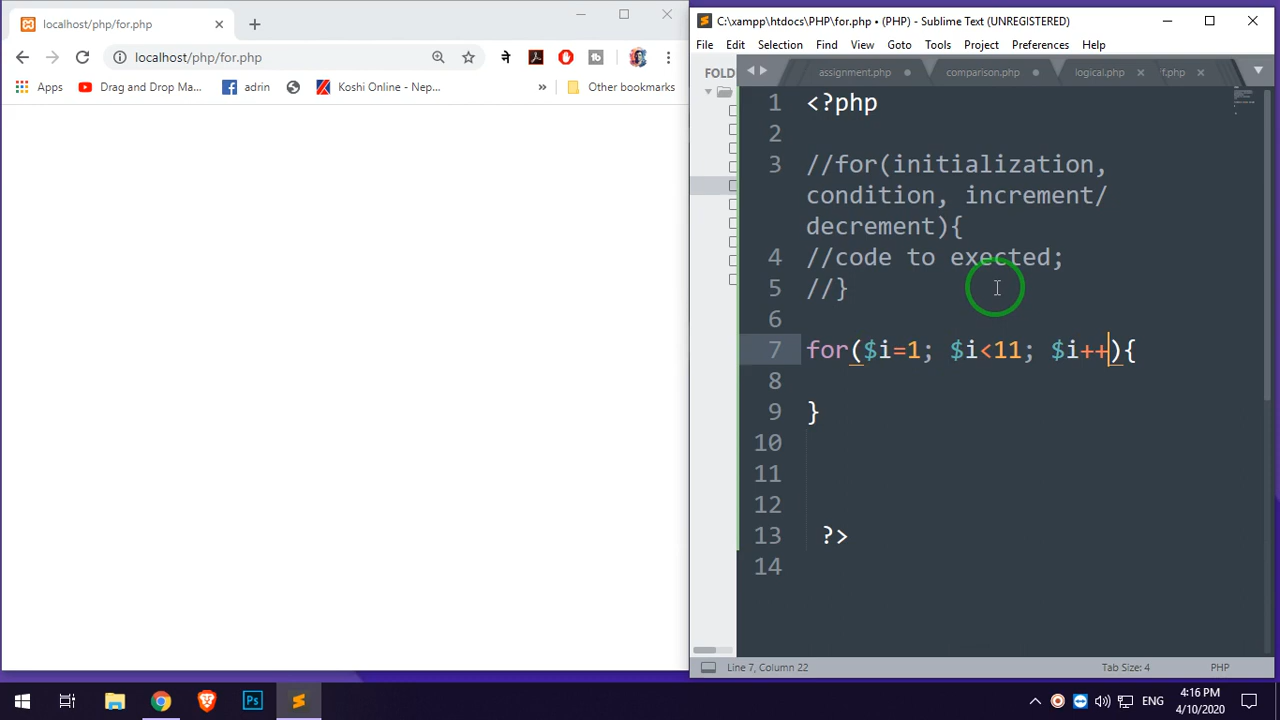 localhost/php/for.php
localhost/php/for.php
ने
Apps
Drag and Drop Ma...
adrin
Koshi Online - Nep...
»
Other bookmarks
C:\xampp\htdocs\PHP\for.php • (PHP) - Sublime Text (UNREGISTERED)
File Edit Selection Find View Goto Tools Project Preferences Help
FOLD
assignment.php
comparison.php
logical.php
if.php
1 <?php
2
3 //for(initialization,
condition, increment/
decrement){
4 //code to exected;
5 //}
6
7 for($i=1; $i<11; $i++){
8
9 }
10
11
12
13 ?>
14
Line 7, Column 22
Tab Size: 4
PHP
Ps
ENG
4:16 PM
4/10/2020